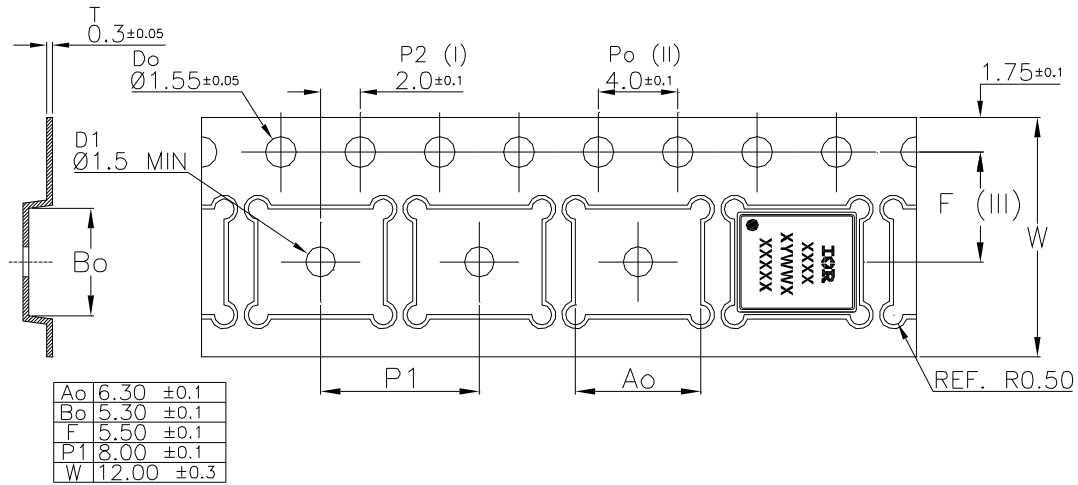 T
0.3±0.05
Do
Ø1.55±0.05
P2 (I)
2.0±0.1
Po (II)
4.0±0.1
1.75±0.1
D1
Ø1.5 MIN
Bo
F (III)
W
IOR
XXXX
XYWWX
XXXXX
P1
Ao
REF. R0.50
Ao 6.30 ±0.1
Bo 5.30 ±0.1
F 5.50 ±0.1
P1 8.00 ±0.1
W 12.00 ±0.3